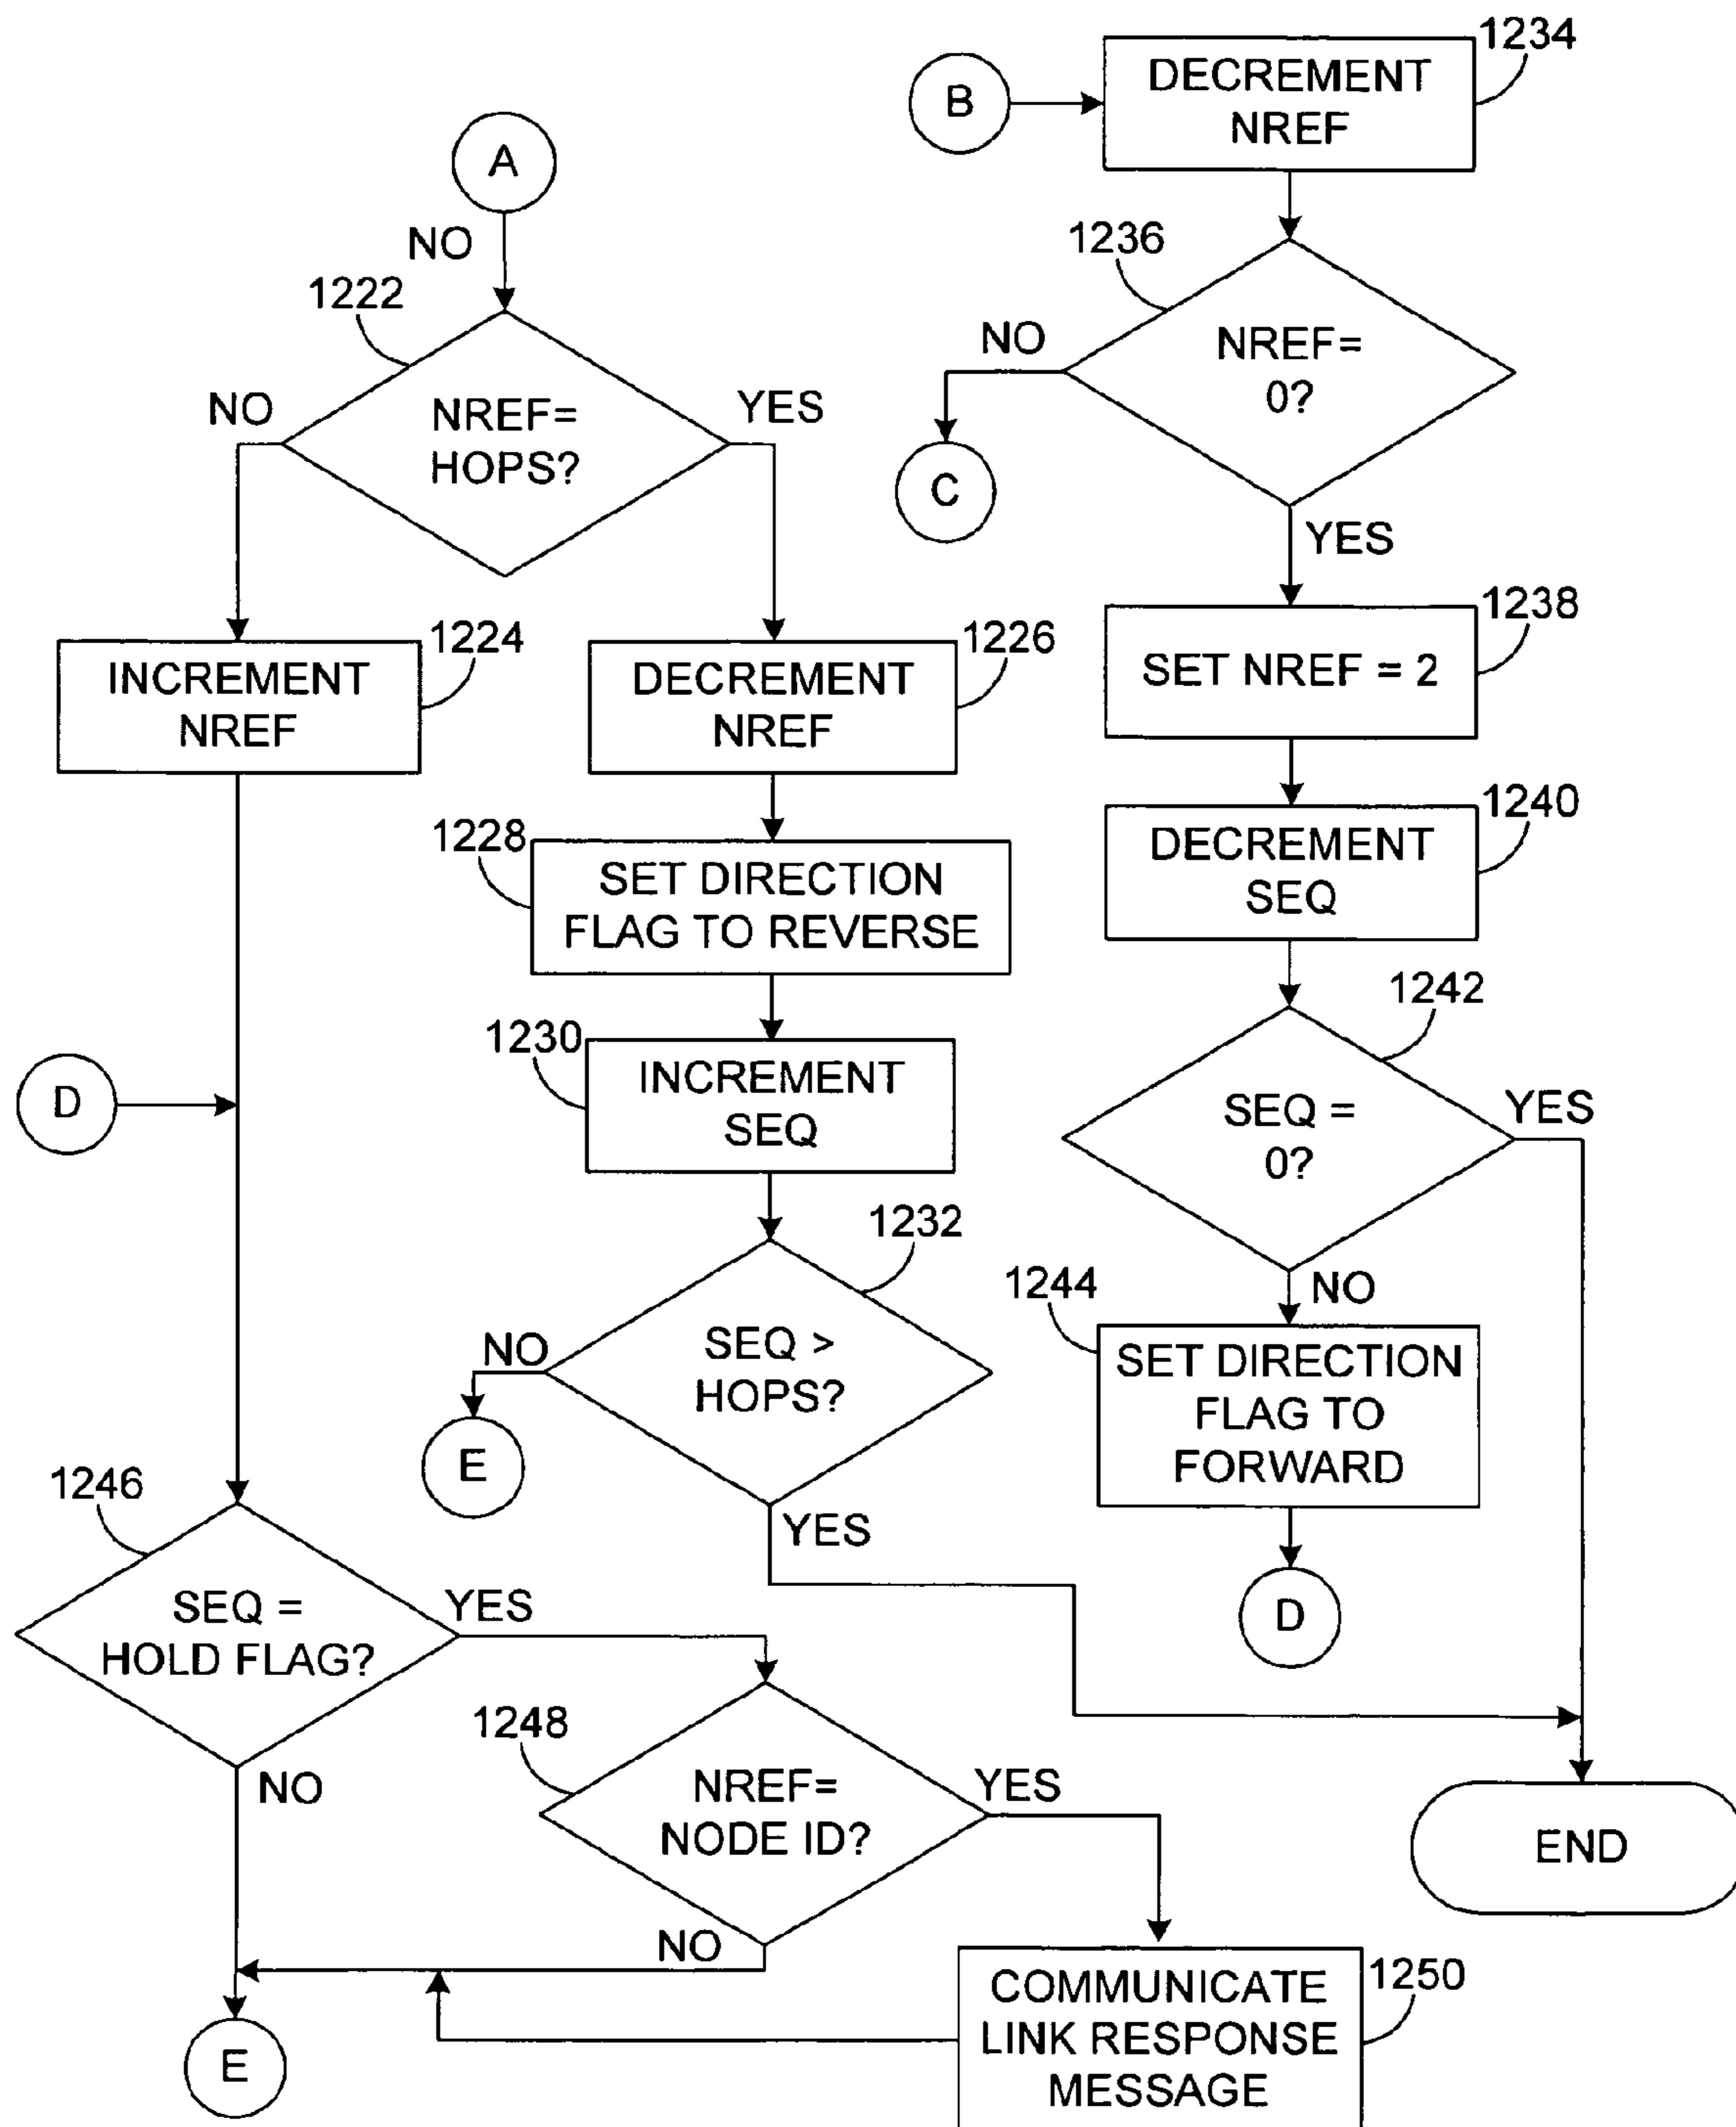 A
NO
1222
NREF=
HOPS?
NO
YES
INCREMENT
NREF
1224
DECREMENT
NREF
1226
1228
SET DIRECTION
FLAG TO REVERSE
1230
INCREMENT
SEQ
1232
SEQ >
HOPS?
NO
E
YES
D
1246
SEQ =
HOLD FLAG?
YES
NO
1248
NREF=
NODE ID?
YES
NO
COMMUNICATE
LINK RESPONSE
MESSAGE
1250
E
B
DECREMENT
NREF
1234
1236
NREF=
0?
NO
C
YES
SET NREF = 2
1238
DECREMENT
SEQ
1240
1242
SEQ =
0?
YES
NO
1244
SET DIRECTION
FLAG TO
FORWARD
D
END